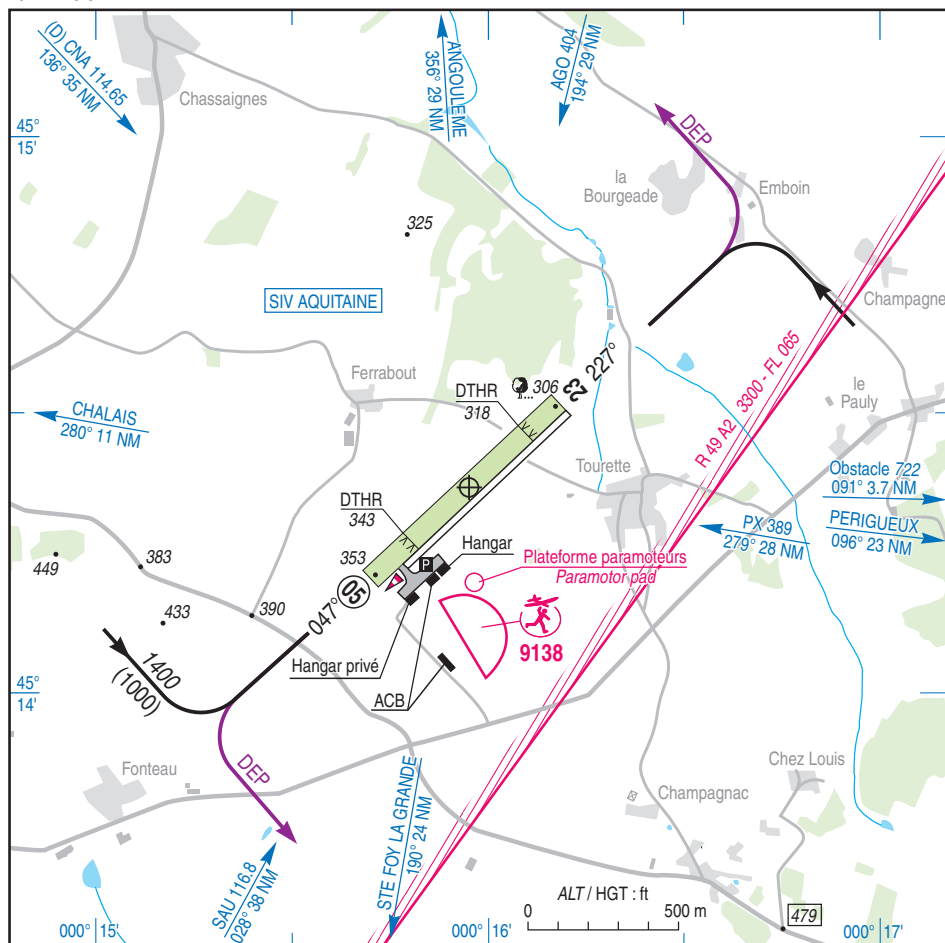 (D) CNA 114.65
136° 35 NM
Chassaignes
ANGOULEME
356° 29 NM
AGO 404
194° 29 NM
DEP
45°
15'
la
Bourgeade
Emboin
325
SIV AQUITAINE
Champagne
Ferrabout
DTHR
318
306
23
227°
R 49 A2 3300 - FL 065
le
Pauly
CHALAIS
280° 11 NM
Tourette
Obstacle 722
091° 3.7 NM
PERIGUEUX
096° 23 NM
PX 389
279° 28 NM
DTHR
343
353
P
Hangar
Plateforme paramoteurs
Paramotor pad
449
383
433
390
047°
05
9138
1400
(1000)
Hangar privé
ACB
45°
14'
DEP
Fonteau
Chez Louis
Champagnac
SAU 116.8
028° 38 NM
STE FOY LA GRANDE
190° 24 NM
ALT / HGT : ft
0
500 m
479
000° 15'
000° 16'
000° 17'